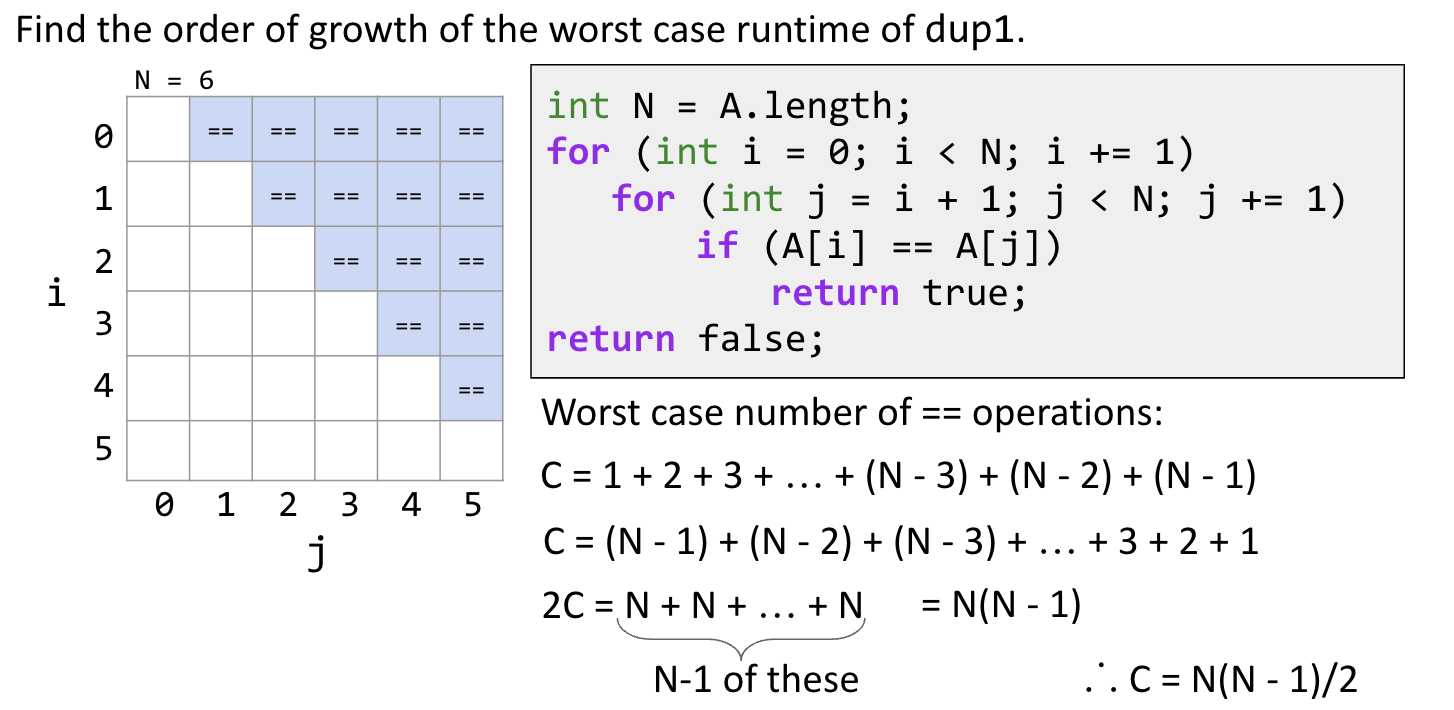 Find the order of growth of the worst case runtime of dup1.
N = 6
0 == == == == ==
1 == == == ==
2 == == ==
i
3 == ==
4 ==
5
0 1 2 3 4 5
j
int N = A.length;
for (int i = 0; i < N; i += 1)
for (int j = i + 1; j < N; j += 1)
if (A[i] == A[j])
return true;
return false;
Worst case number of == operations:
C = 1 + 2 + 3 + … + (N - 3) + (N - 2) + (N - 1)
C = (N - 1) + (N - 2) + (N - 3) + … + 3 + 2 + 1
2C = N + N + … + N = N(N - 1)
N-1 of these
∴ C = N(N - 1)/2